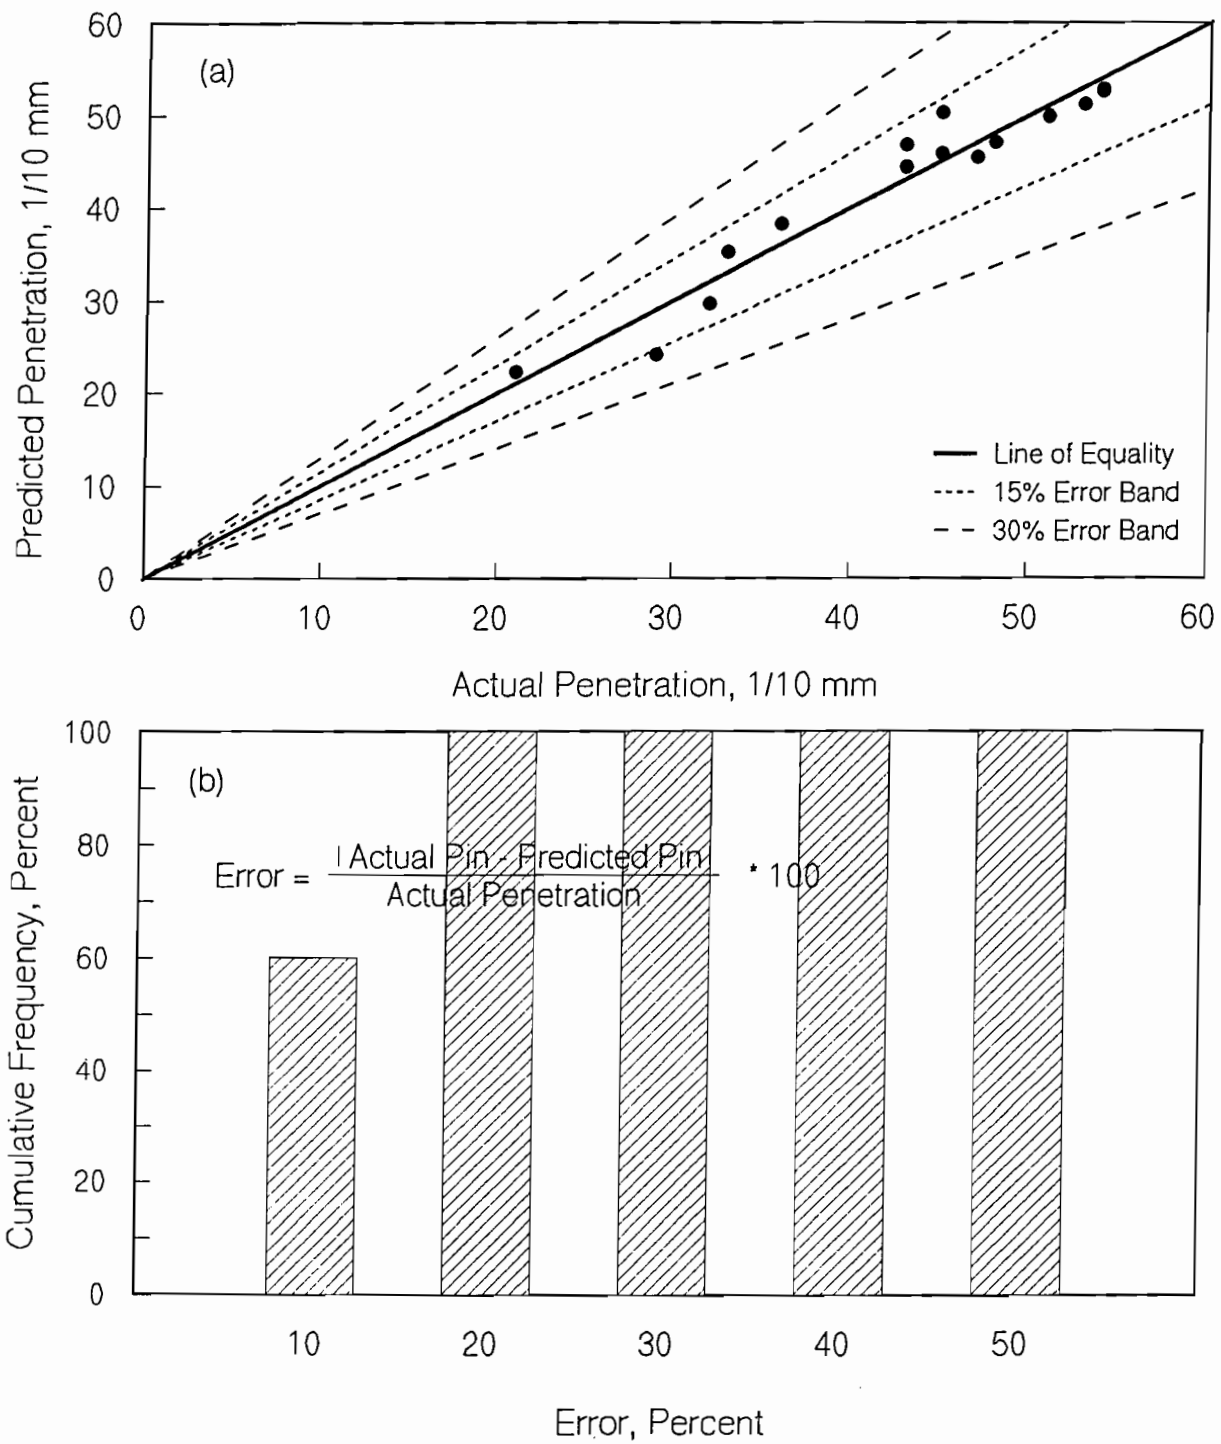 (a)
Predicted Penetration, 1/10 mm
60
50
40
30
20
10
0
Line of Equality
15% Error Band
30% Error Band
0 10 20 30 40 50 60
Actual Penetration, 1/10 mm
(b)
Cumulative Frequency, Percent
100
80
60
40
20
0
| Actual Pin - Predicted Pin|
Error = * 100
Actual Penetration
10 20 30 40 50
Error, Percent